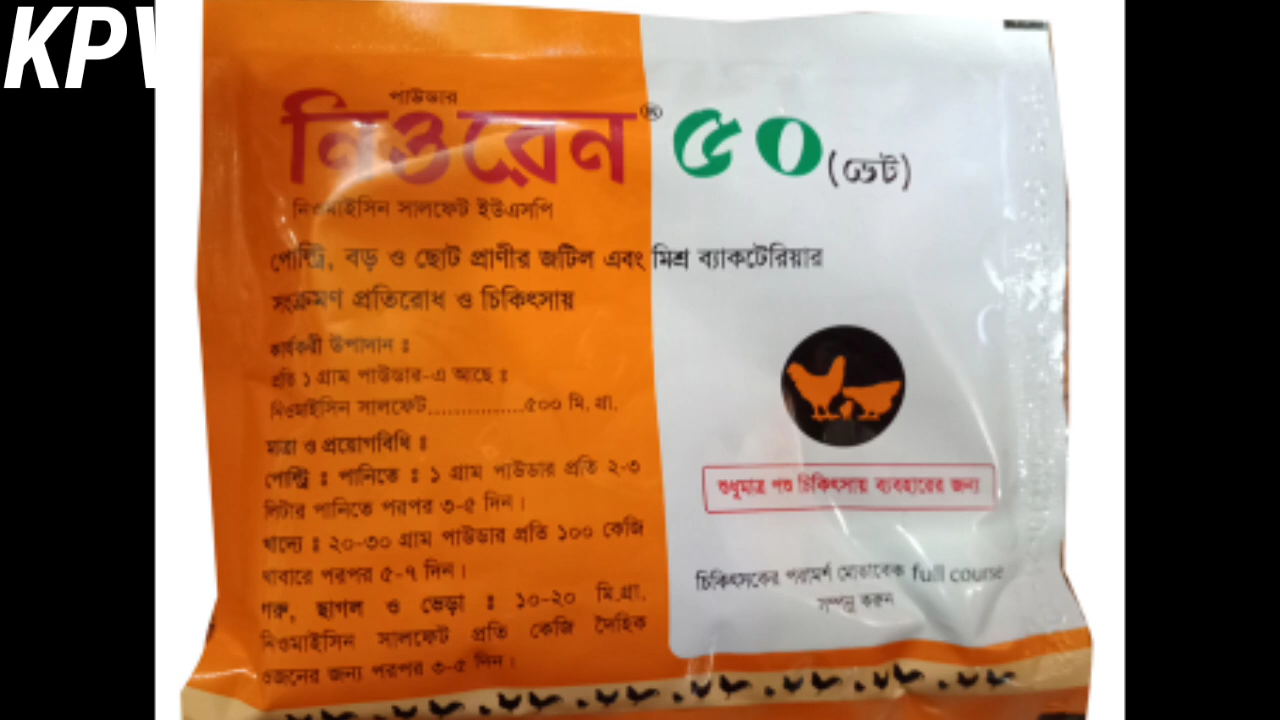 KPV
পাউডার
নিওরেন® ৫০ (ভেট)
নিওমাইসিন সালফেট ইউএসপি
পোল্ট্রি, বড় ও ছোট প্রাণীর জটিল এবং মিশ্র ব্যাকটেরিয়ার
সংক্রমণ প্রতিরোধ ও চিকিৎসায়
কার্যকরী উপাদান ঃ
প্রতি ১ গ্রাম পাউডার-এ আছে ঃ
নিওমাইসিন সালফেট................৫০০ মি. গ্রা.
মাত্রা ও প্রয়োগবিধি ঃ
পোল্ট্রি ঃ পানিতে ঃ ১ গ্রাম পাউডার প্রতি ২-৩
লিটার পানিতে পরপর ৩-৫ দিন।
খাদ্যে ঃ ২০-৩০ গ্রাম পাউডার প্রতি ১০০ কেজি
খাবারে পরপর ৫-৭ দিন।
গরু, ছাগল ও ভেড়া ঃ ১০-২০ মি.গ্রা.
নিওমাইসিন সালফেট প্রতি কেজি দৈহিক
ওজনের জন্য পরপর ৩-৫ দিন।
শুধুমাত্র পশু চিকিৎসায় ব্যবহারের জন্য
চিকিৎসকের পরামর্শ মোতাবেক full course
সম্পন্ন করুন